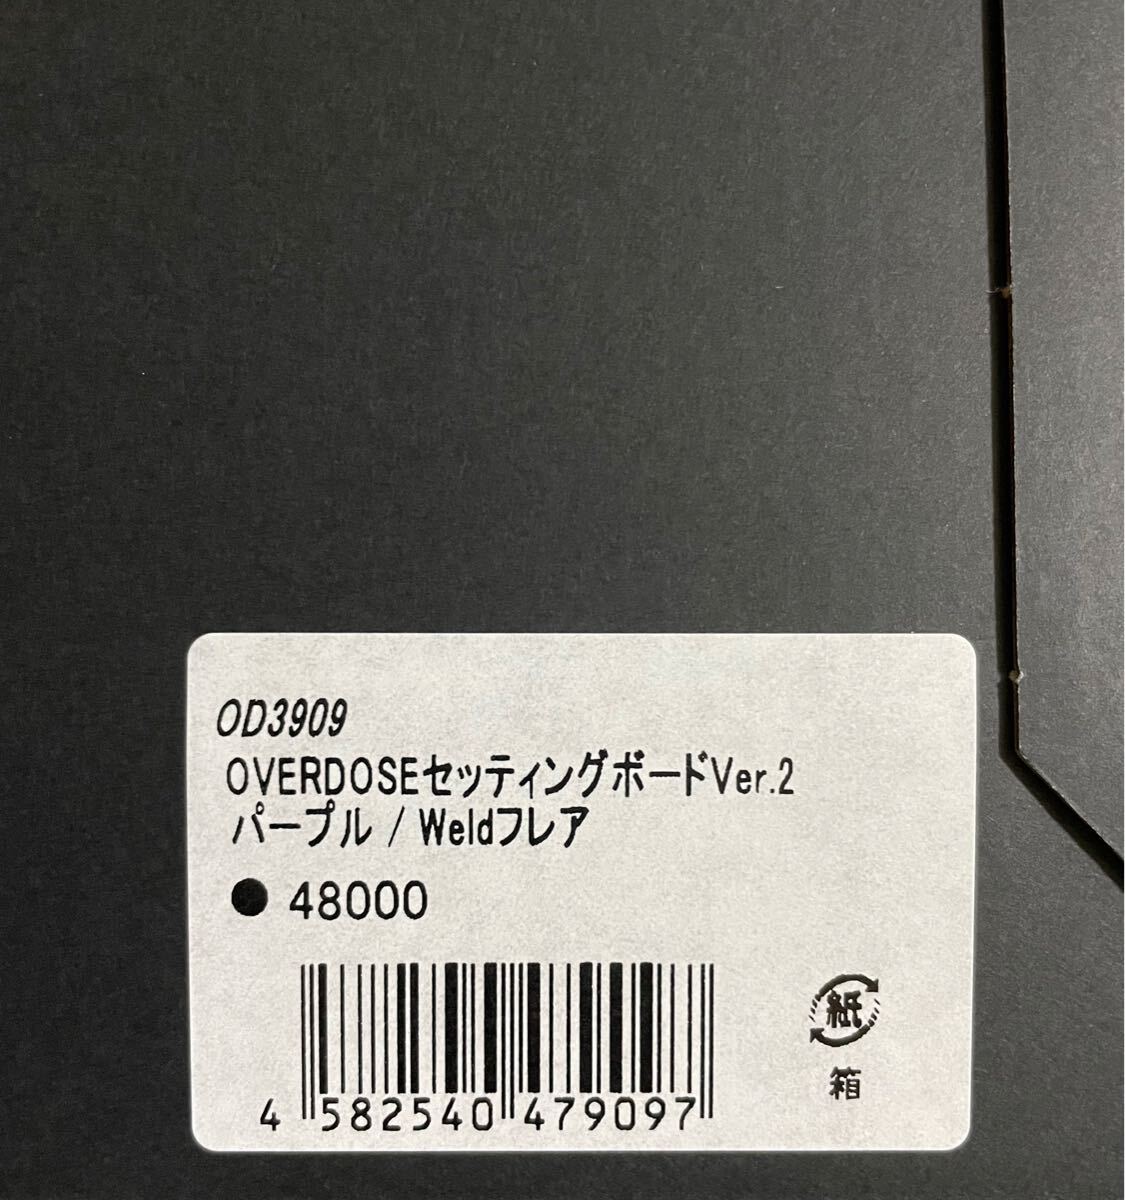 OD3909
OVERDOSEセッティングボードVer.2
パープル / Weldフレア
● 48000
紙
箱
4 582540 479097